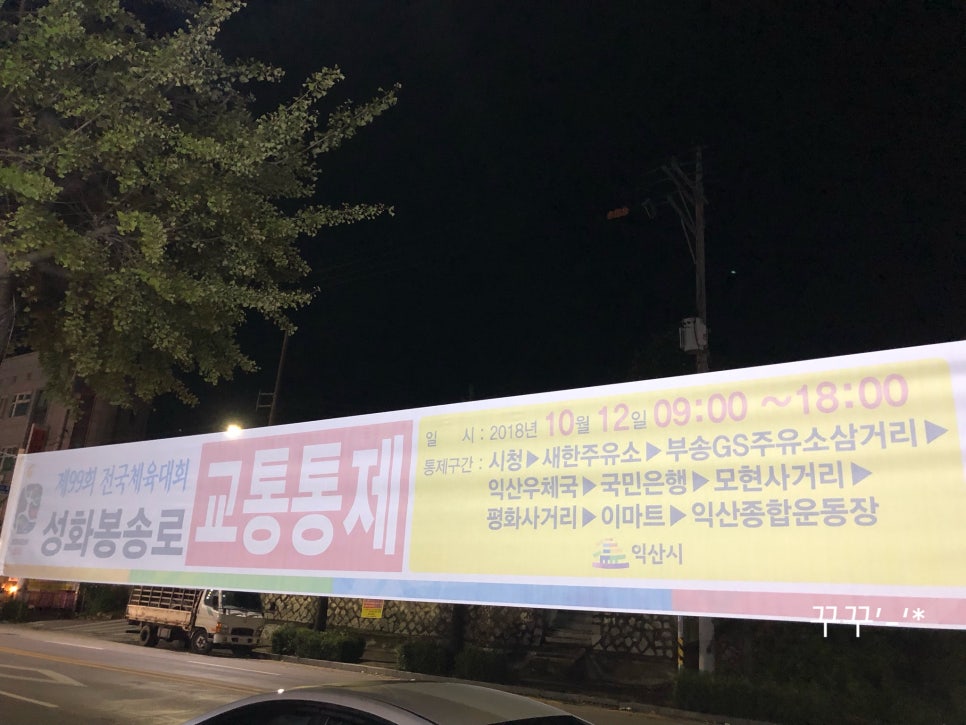 제99회 전국체육대회
성화봉송로
교통통제
일 시 : 2018년 10월 12일 09:00 ~18:00
통제구간 : 시청▶새한주유소▶부송GS주유소삼거리▶
익산우체국▶국민은행▶모현사거리▶
평화사거리▶이마트▶익산종합운동장
익산시
꾸꾸'_'*